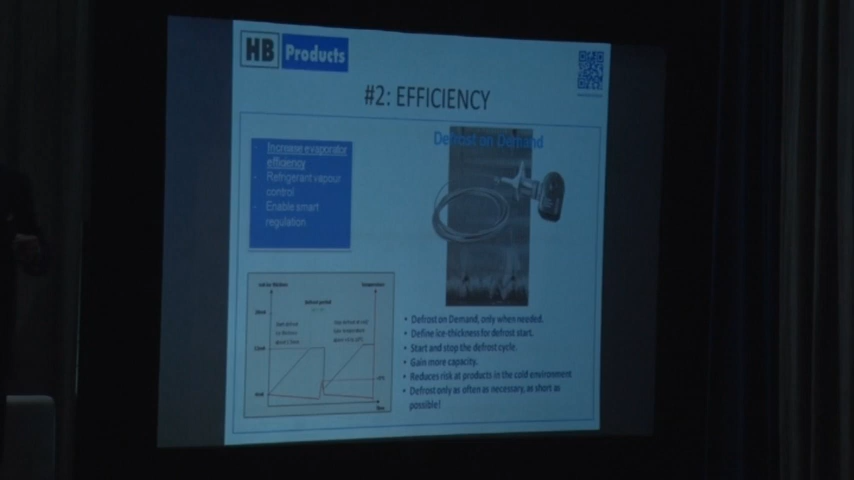 HB Products
#2: EFFICIENCY
Defrost on Demand
- Increase evaporator
efficiency
- Refrigerant vapour
control
- Enable smart
regulation
Defrost period
• Defrost on Demand, only when needed.
• Define ice-thickness for defrost start.
• Start and stop the defrost cycle.
• Gain more capacity.
• Reduces risk at products in the cold environment
• Defrost only as often as necessary, as short as
possible!